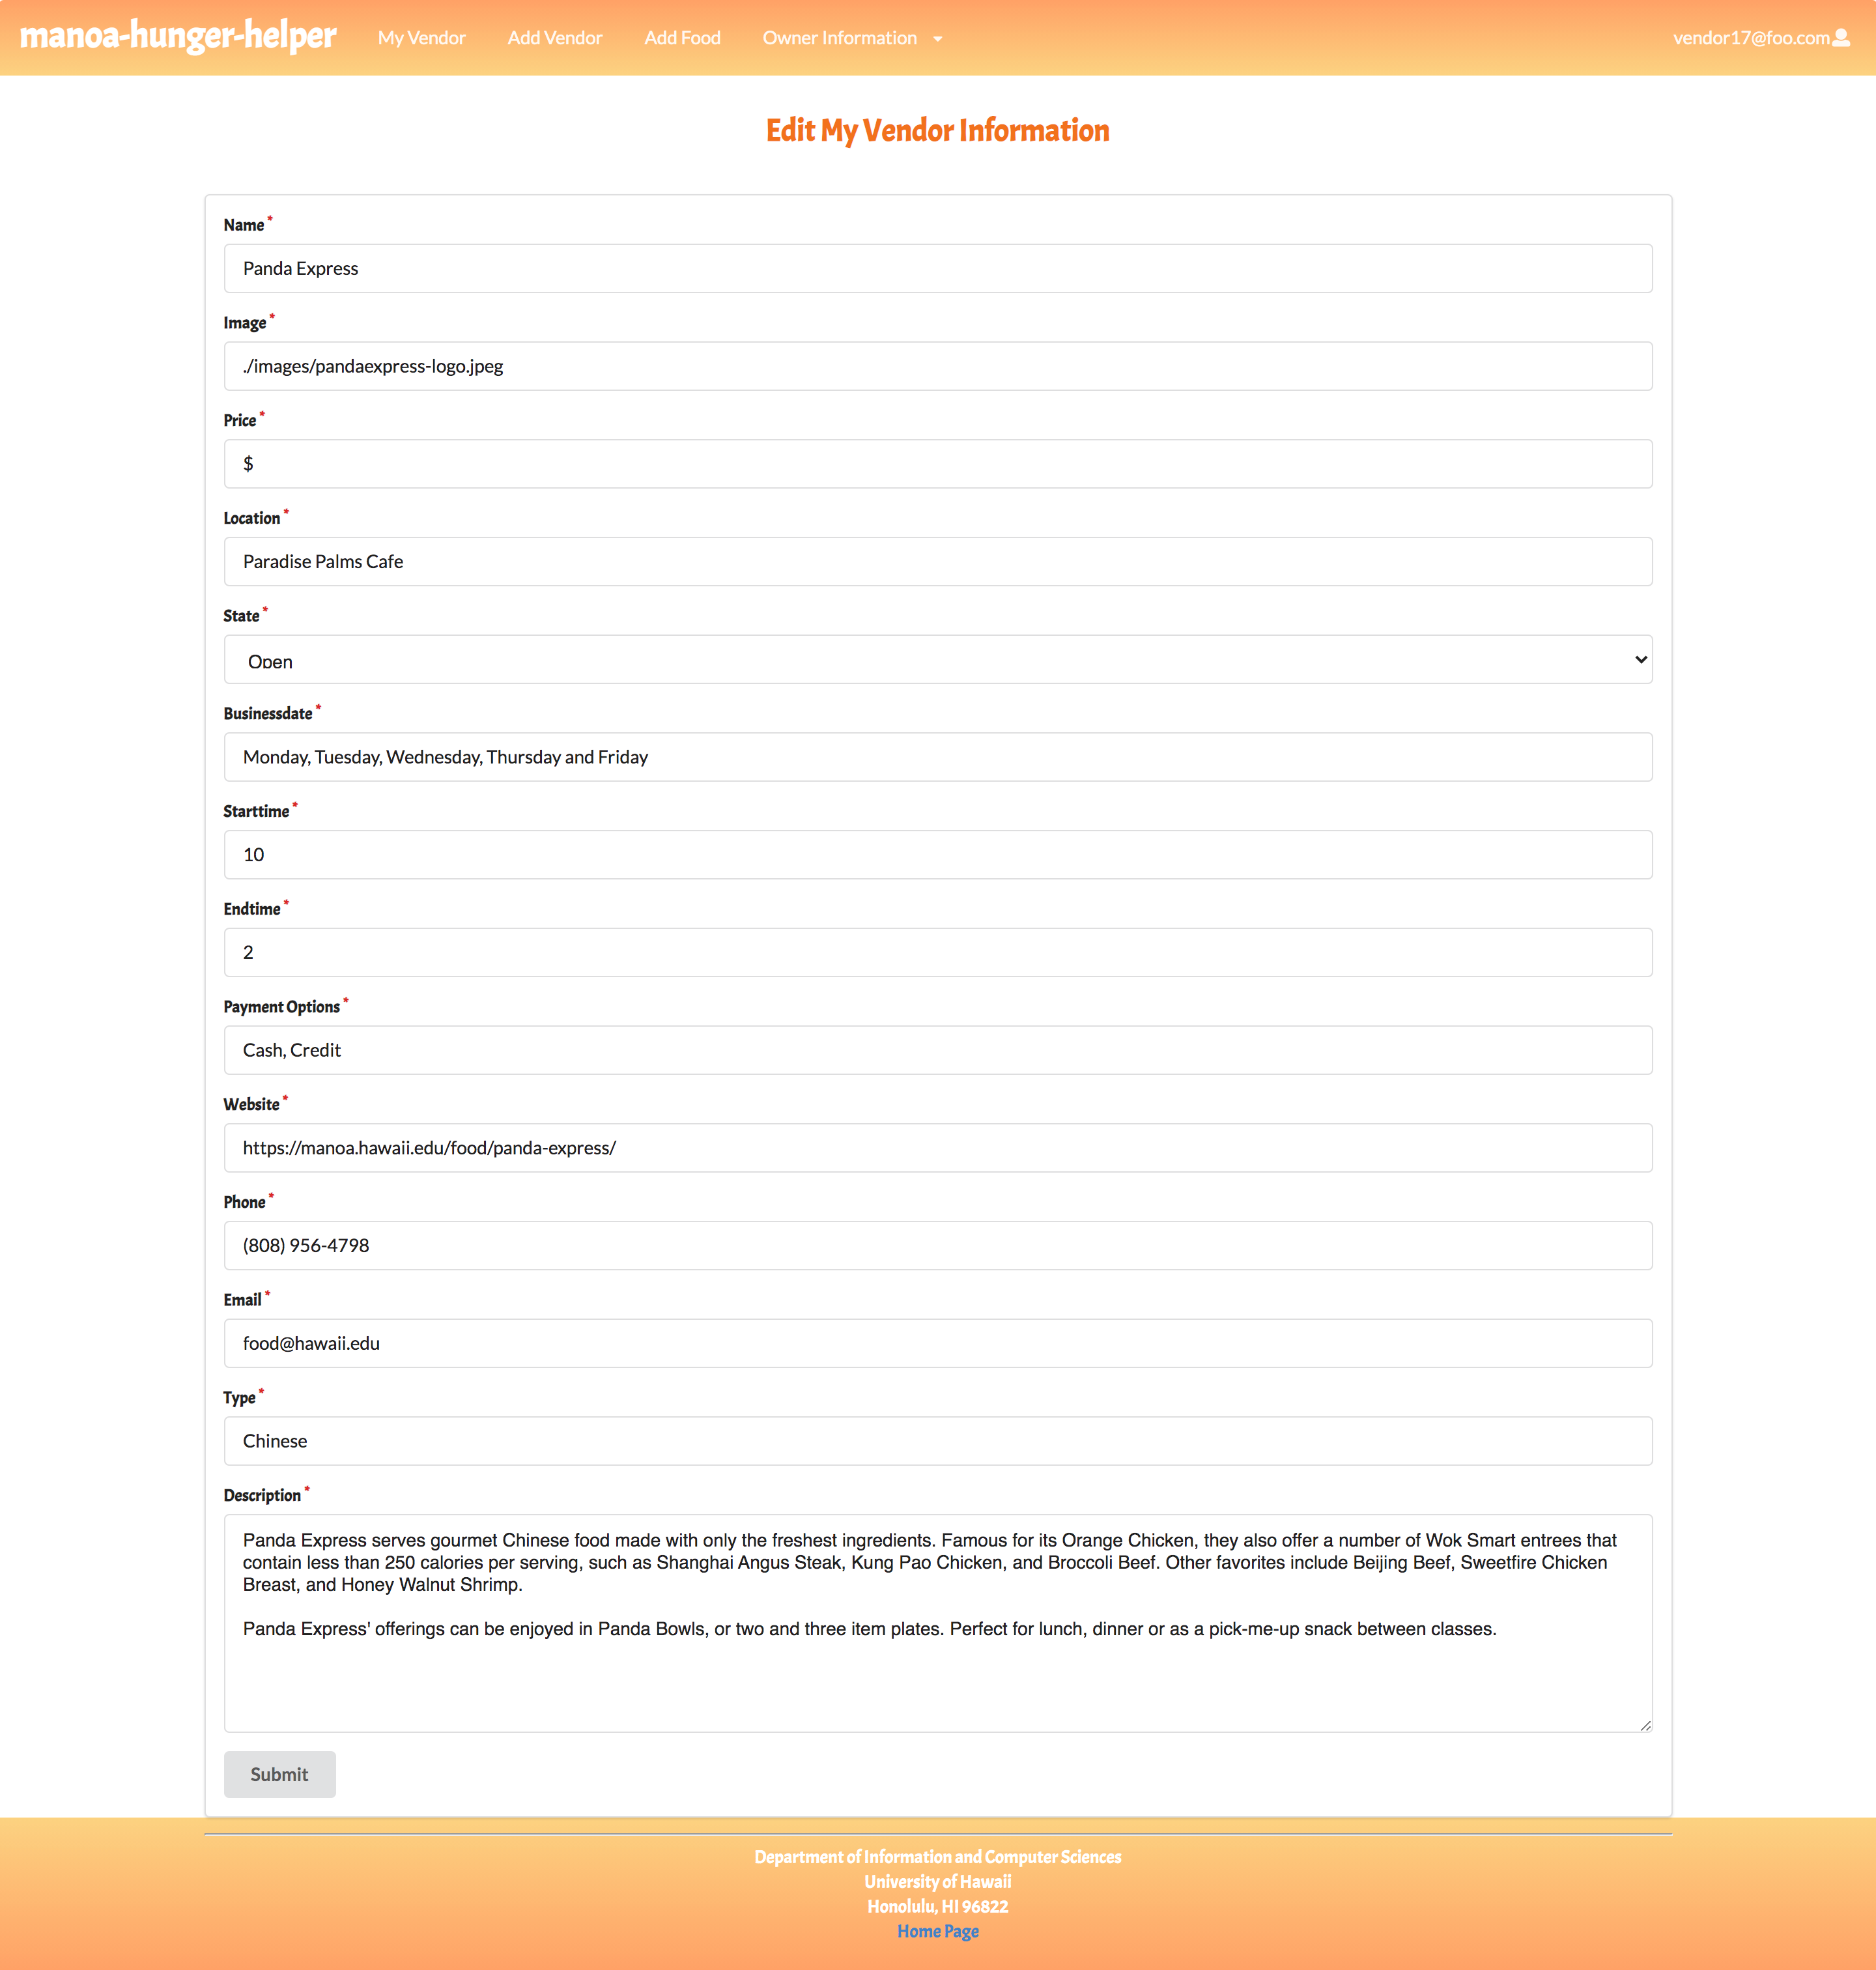 manoa-hunger-helper My Vendor Add Vendor Add Food Owner Information vendor17@foo.com
Edit My Vendor Information
Name *
Panda Express
Image *
./images/pandaexpress-logo.jpeg
Price *
$
Location *
Paradise Palms Cafe
State *
Open
Businessdate *
Monday, Tuesday, Wednesday, Thursday and Friday
Starttime *
10
Endtime *
2
Payment Options *
Cash, Credit
Website *
https://manoa.hawaii.edu/food/panda-express/
Phone *
(808) 956-4798
Email *
food@hawaii.edu
Type *
Chinese
Description *
Panda Express serves gourmet Chinese food made with only the freshest ingredients. Famous for its Orange Chicken, they also offer a number of Wok Smart entrees that
contain less than 250 calories per serving, such as Shanghai Angus Steak, Kung Pao Chicken, and Broccoli Beef. Other favorites include Beijing Beef, Sweetfire Chicken
Breast, and Honey Walnut Shrimp.
Panda Express' offerings can be enjoyed in Panda Bowls, or two and three item plates. Perfect for lunch, dinner or as a pick-me-up snack between classes.
Submit
Department of Information and Computer Sciences
University of Hawaii
Honolulu, HI 96822
Home Page